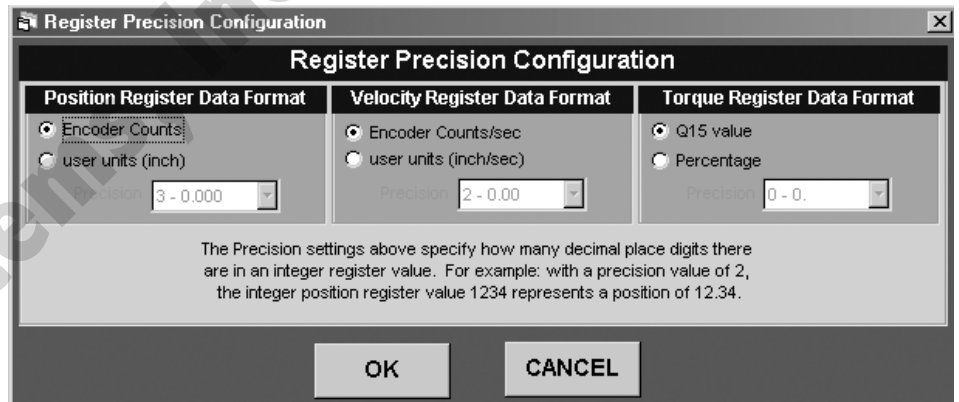 Register Precision Configuration
Register Precision Configuration
Position Register Data Format
Encoder Counts
user units (inch)
Precision 3 - 0.000
Velocity Register Data Format
Encoder Counts/sec
user units (inch/sec)
Precision 2 - 0.00
Torque Register Data Format
Q15 value
Percentage
Precision 0 - 0.
The Precision settings above specify how many decimal place digits there
are in an integer register value. For example: with a precision value of 2,
the integer position register value 1234 represents a position of 12.34.
OK
CANCEL